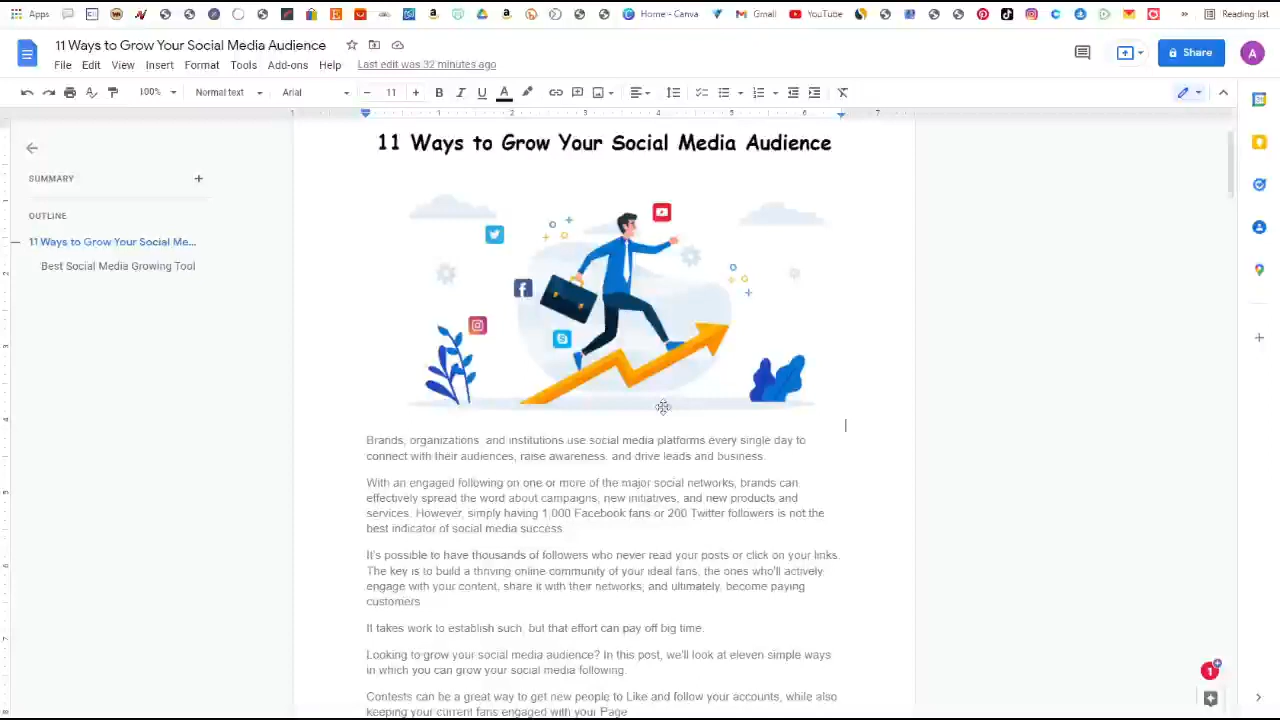 Apps
Home - Canva
Gmail
YouTube
»
Reading list
11 Ways to Grow Your Social Media Audience
File Edit View Insert Format Tools Add-ons Help Last edit was 32 minutes ago
Share
A
100% Normal text Arial 11 B I U A
1 1 2 3 4 5 6 7
SUMMARY
OUTLINE
11 Ways to Grow Your Social Me...
Best Social Media Growing Tool
11 Ways to Grow Your Social Media Audience
Brands, organizations and institutions use social media platforms every single day to
connect with their audiences, raise awareness, and drive leads and business.
With an engaged following on one or more of the major social networks, brands can
effectively spread the word about campaigns, new initiatives, and new products and
services. However, simply having 1,000 Facebook fans or 200 Twitter followers is not the
best indicator of social media success.
It's possible to have thousands of followers who never read your posts or click on your links.
The key is to build a thriving online community of your ideal fans, the ones who'll actively
engage with your content, share it with their networks, and ultimately, become paying
customers
It takes work to establish such, but that effort can pay off big time.
Looking to grow your social media audience? In this post, we'll look at eleven simple ways
in which you can grow your social media following.
Contests can be a great way to get new people to Like and follow your accounts, while also
keeping your current fans engaged with your Page
1